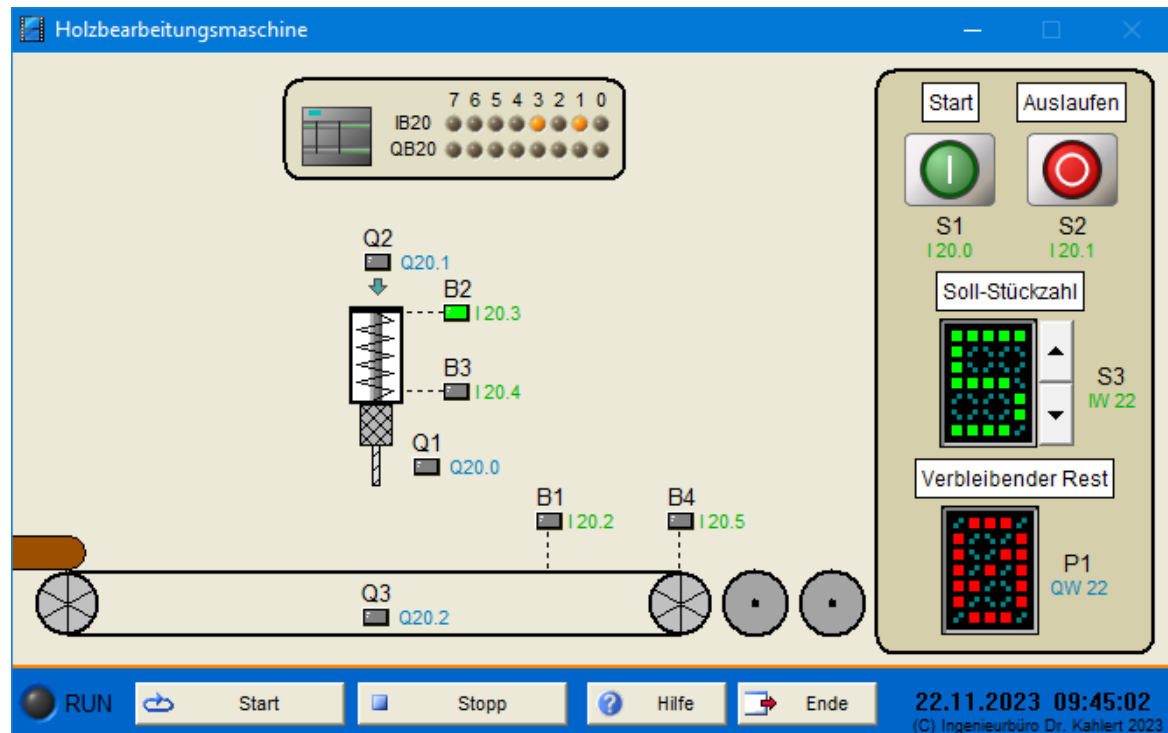 Holzbearbeitungsmaschine
7 6 5 4 3 2 1 0
IB20
QB20
Start
Auslaufen
S1
I 20.0
S2
I 20.1
Q2
Q20.1
B2
I 20.3
B3
I 20.4
Q1
Q20.0
B1
I 20.2
B4
I 20.5
Q3
Q20.2
Soll-Stückzahl
5
S3
IW 22
Verbleibender Rest
0
P1
QW 22
RUN
Start
Stopp
Hilfe
Ende
22.11.2023 09:45:02
(C) Ingenieurbüro Dr. Kahlert 2023